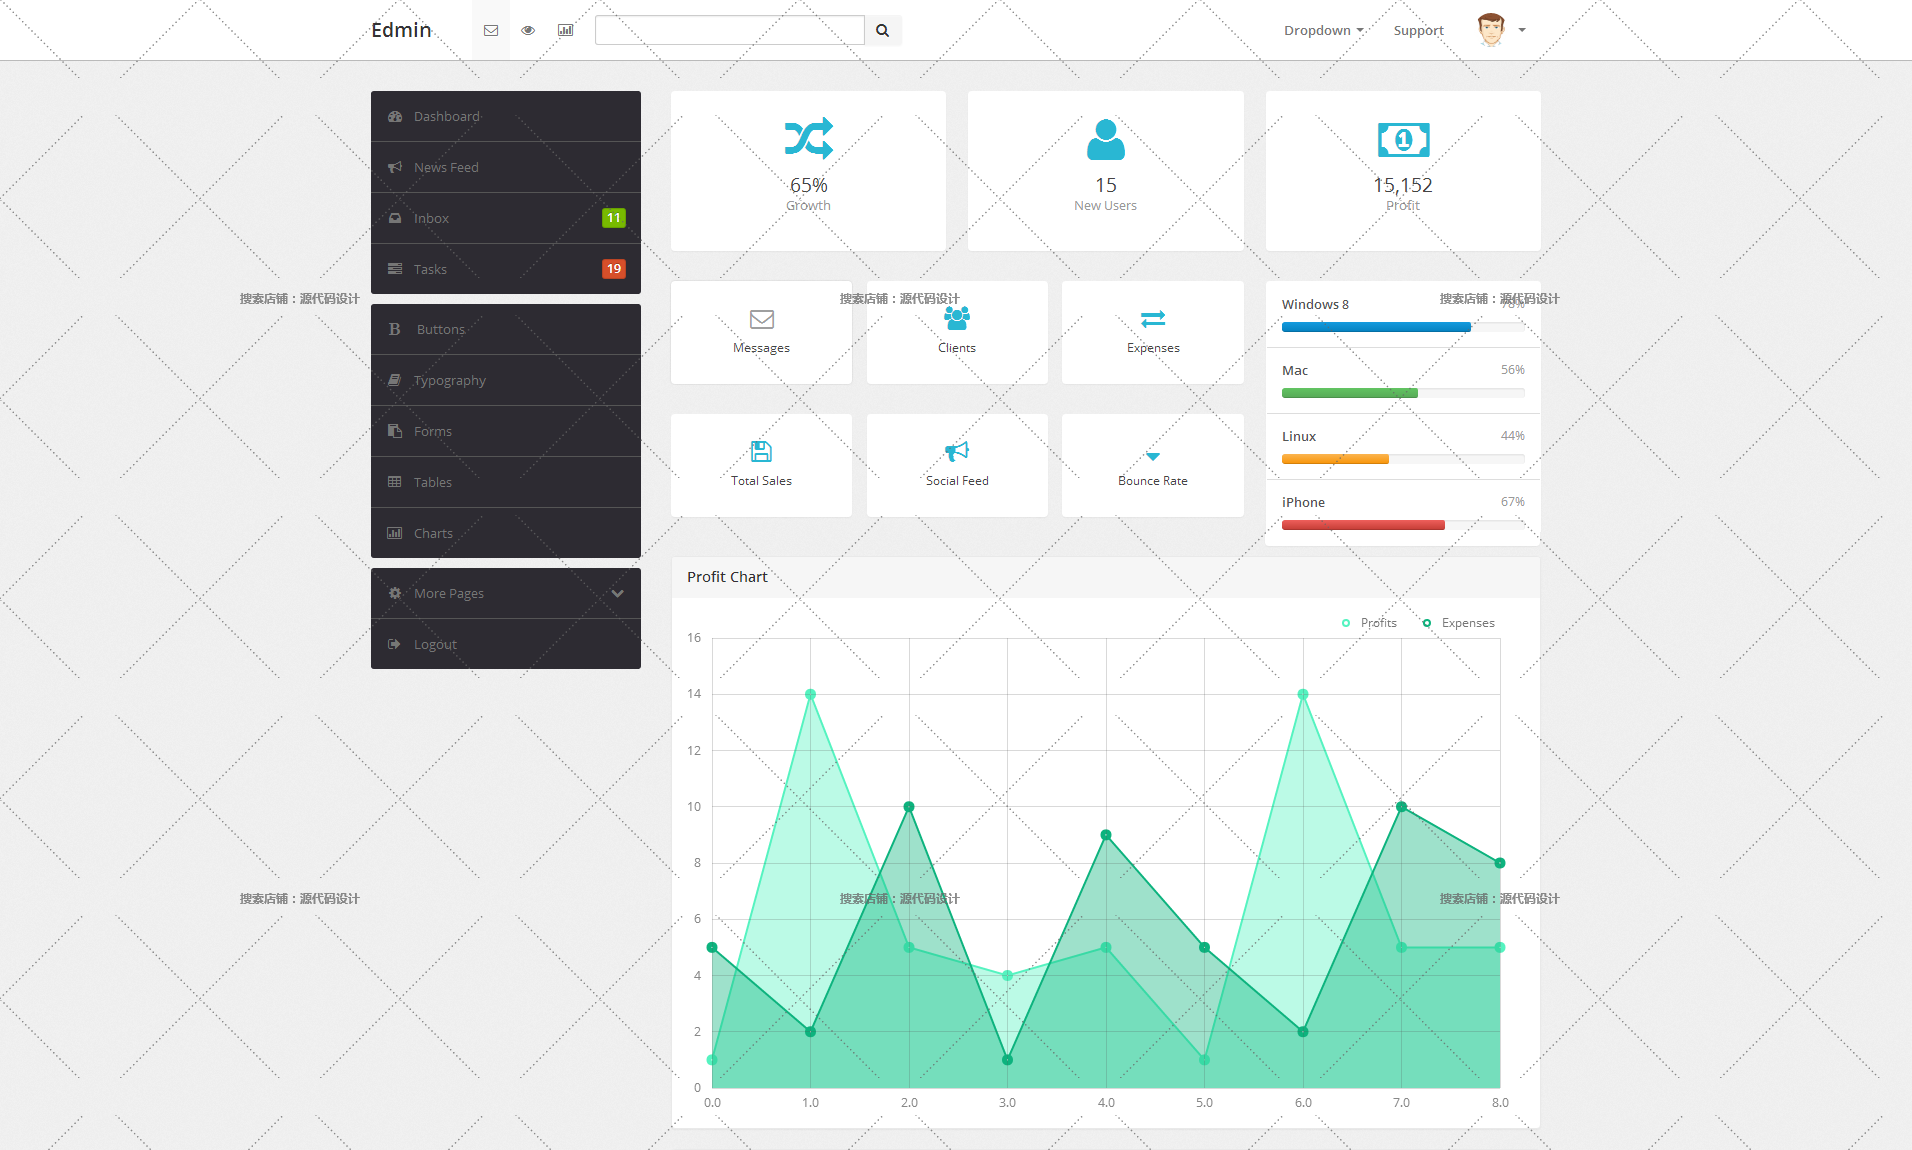 Edmin
Dropdown
Support
Dashboard
News Feed
Inbox
11
Tasks
19
B Buttons
Typography
Forms
Tables
Charts
More Pages
Logout
65%
Growth
15
New Users
15,152
Profit
搜索店铺：源代码设计
搜索店铺：源代码设计
搜索店铺：源代码设计
Messages
Clients
Expenses
Total Sales
Social Feed
Bounce Rate
Windows 8
Mac
56%
Linux
44%
iPhone
67%
Profit Chart
Profits
Expenses
16
14
12
10
8
6
4
2
0
0.0
1.0
2.0
3.0
4.0
5.0
6.0
7.0
8.0
搜索店铺：源代码设计
搜索店铺：源代码设计
搜索店铺：源代码设计